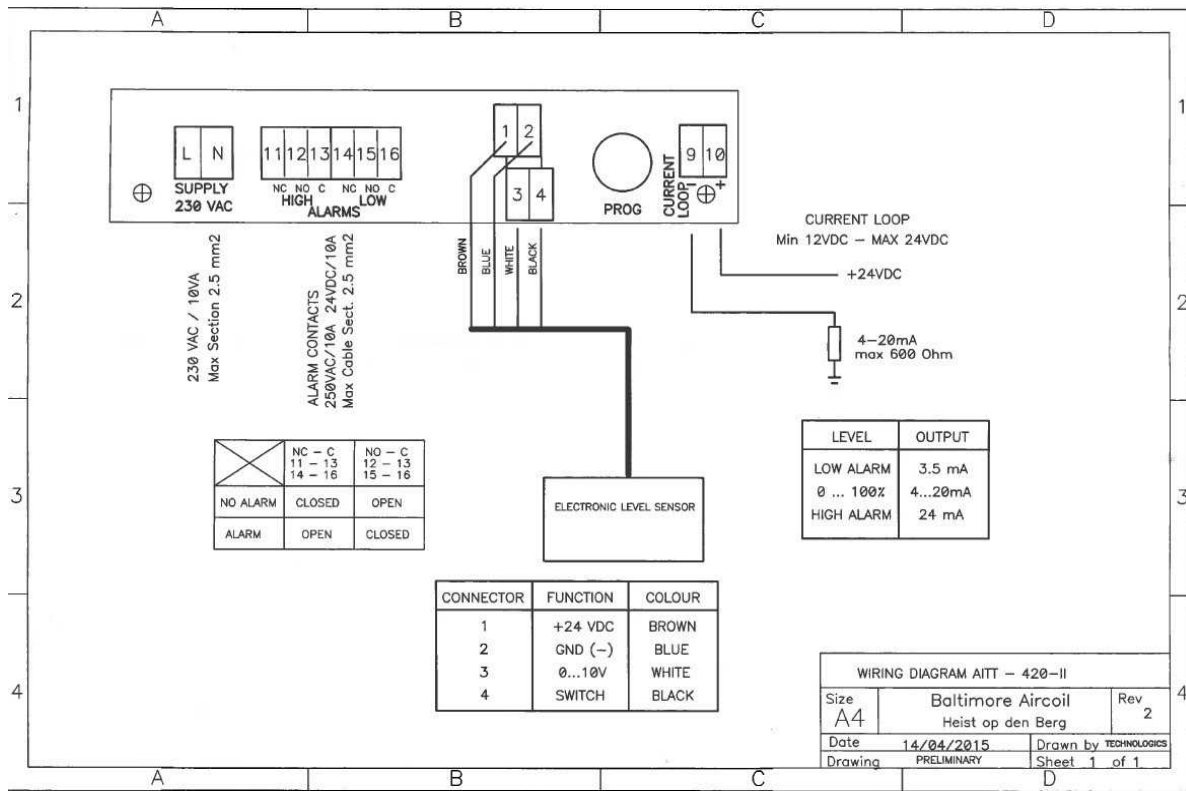 A B C D
1 1
2 2
3 3
4 4
L N
SUPPLY
230 VAC
11 12 13 14 15 16
NC NO C NC NO C
HIGH LOW
ALARMS
1 2
3 4
PROG
CURRENT
LOOP
9 10
− +
BROWN
BLUE
WHITE
BLACK
230 VAC / 10VA
Max Section 2.5 mm2
ALARM CONTACTS
250VAC/10A 24VDC/10A
Max Cable Sect. 2.5 mm2
CURRENT LOOP
Min 12VDC − MAX 24VDC
+24VDC
4−20mA
max 600 Ohm
NC − C NO − C
11 − 13 12 − 13
14 − 16 15 − 16
NO ALARM CLOSED OPEN
ALARM OPEN CLOSED
ELECTRONIC LEVEL SENSOR
LEVEL OUTPUT
LOW ALARM 3.5 mA
0 ... 100% 4...20mA
HIGH ALARM 24 mA
CONNECTOR FUNCTION COLOUR
1 +24 VDC BROWN
2 GND (−) BLUE
3 0...10V WHITE
4 SWITCH BLACK
WIRING DIAGRAM AITT − 420−II
Size A4
Baltimore Aircoil
Heist op den Berg
Rev 2
Date 14/04/2015 Drawn by TECHNOLOGICS
Drawing PRELIMINARY Sheet 1 of 1
A B C D